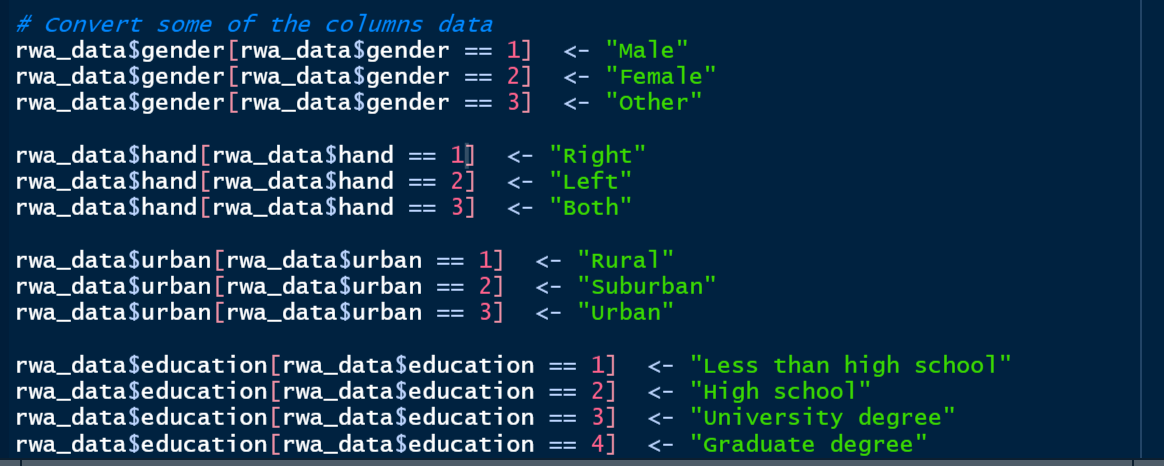 # Convert some of the columns data
rwa_data$gender[rwa_data$gender == 1]  <- "Male"
rwa_data$gender[rwa_data$gender == 2]  <- "Female"
rwa_data$gender[rwa_data$gender == 3]  <- "Other"
rwa_data$hand[rwa_data$hand == 1]  <- "Right"
rwa_data$hand[rwa_data$hand == 2]  <- "Left"
rwa_data$hand[rwa_data$hand == 3]  <- "Both"
rwa_data$urban[rwa_data$urban == 1]  <- "Rural"
rwa_data$urban[rwa_data$urban == 2]  <- "Suburban"
rwa_data$urban[rwa_data$urban == 3]  <- "Urban"
rwa_data$education[rwa_data$education == 1]  <- "Less than high school"
rwa_data$education[rwa_data$education == 2]  <- "High school"
rwa_data$education[rwa_data$education == 3]  <- "University degree"
rwa_data$education[rwa_data$education == 4]  <- "Graduate degree"